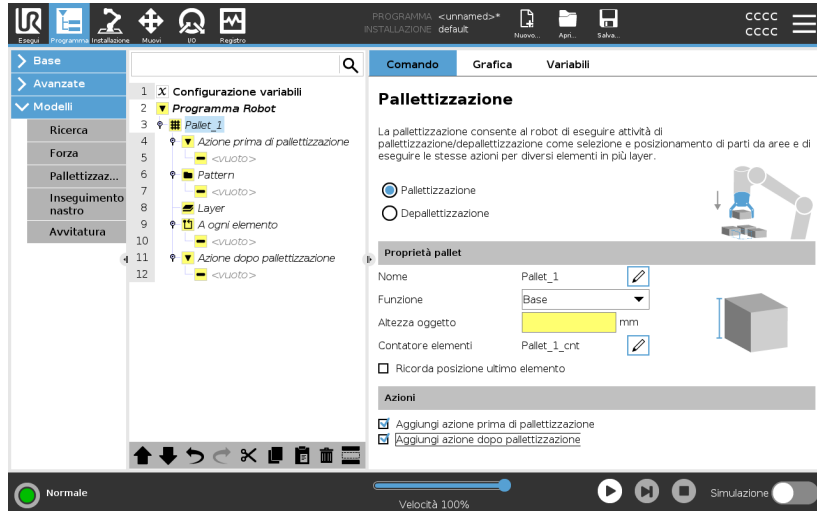 PROGRAMMA <unnamed>*
INSTALLAZIONE default
cccc
cccc
Esegui
Programma
Installazione
Muovi
I/O
Registro
Nuovo...
Apri...
Salva...
Base
Avanzate
Modelli
Ricerca
Forza
Pallettizzaz...
Inseguimento
nastro
Avvitatura
1 X Configurazione variabili
2 Programma Robot
3 Pallet_1
4 Azione prima di pallettizzazione
5 <vuoto>
6 Pattern
7 <vuoto>
8 Layer
9 A ogni elemento
10 <vuoto>
11 Azione dopo pallettizzazione
12 <vuoto>
Comando Grafica Variabili
Pallettizzazione
La pallettizzazione consente al robot di eseguire attività di
pallettizzazione/depallettizzazione come selezione e posizionamento di parti da aree e di
eseguire le stesse azioni per diversi elementi in più layer.
Pallettizzazione
Depallettizzazione
Proprietà pallet
Nome Pallet_1
Funzione Base
Altezza oggetto mm
Contatore elementi Pallet_1_cnt
Ricorda posizione ultimo elemento
Azioni
Aggiungi azione prima di pallettizzazione
Aggiungi azione dopo pallettizzazione
Normale
Velocità 100%
Simulazione